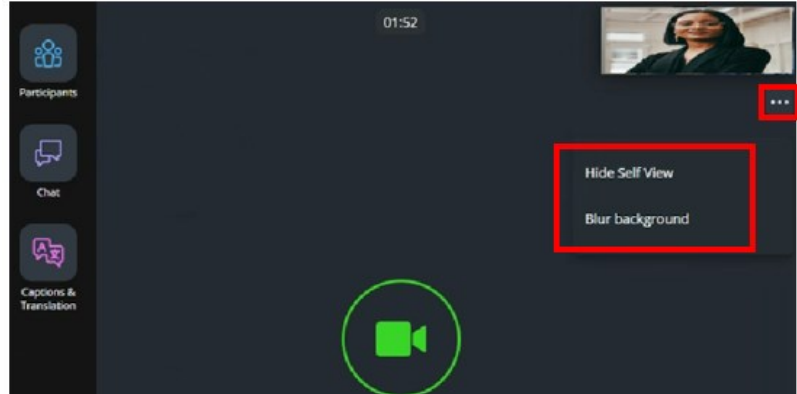 01:52
Participants
Chat
Captions &
Translation
Hide Self View
Blur background